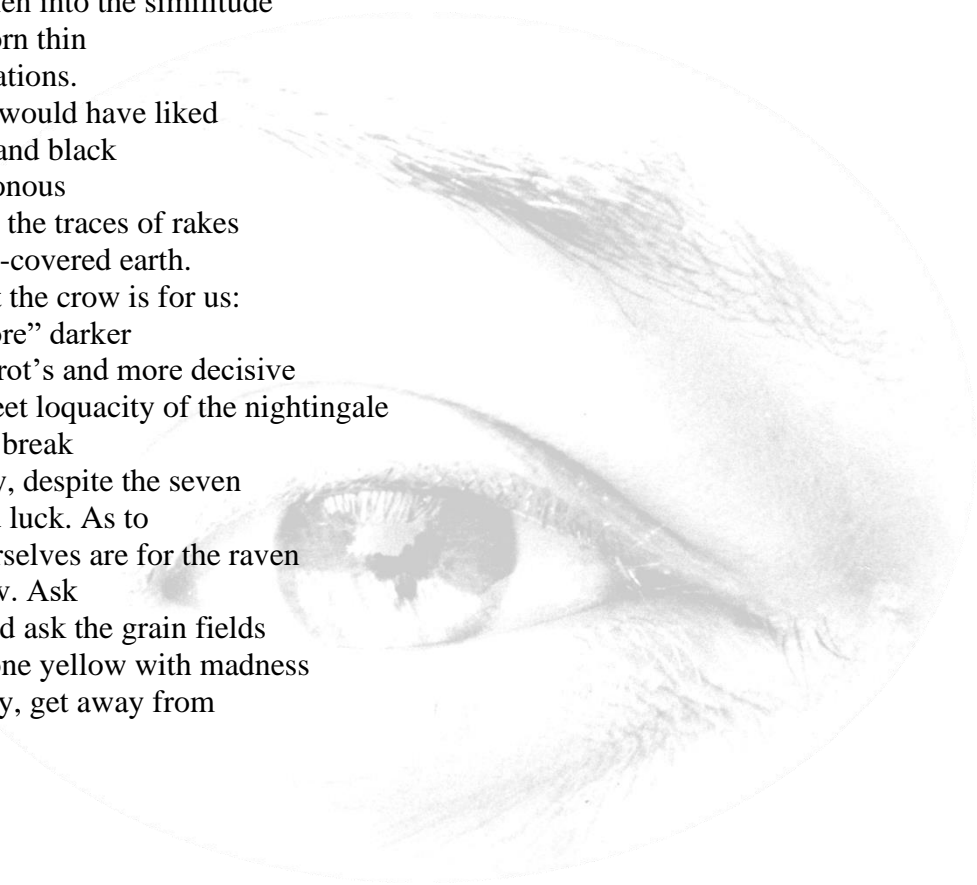 en into the similitude
orn thin
ations.
would have liked
and black
onous
the traces of rakes
-covered earth.
t the crow is for us:
ore” darker
rot’s and more decisive
eet loquacity of the nightingale
break
y, despite the seven
luck. As to
rselves are for the raven
w. Ask
d ask the grain fields
one yellow with madness
y, get away from